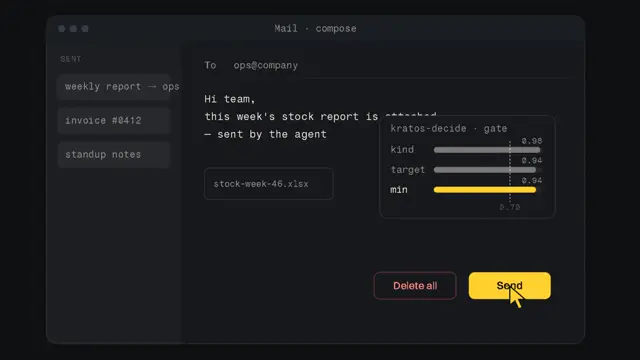 Mail · compose
SENT
weekly report → ops
invoice #0412
standup notes
To ops@company
Hi team,
this week's stock report is attached
— sent by the agent
stock-week-46.xlsx
kratos-decide · gate
kind 0.98
target 0.94
min 0.94
0.70
Delete all
Send